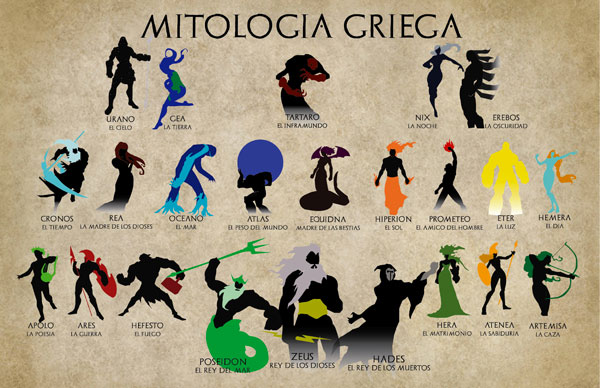 MITOLOGIA GRIEGA
URANO
EL CIELO
GEA
LA TIERRA
TARTARO
EL INFRAMUNDO
NIX
LA NOCHE
EREBOS
LA OSCURIDAD
CRONOS
EL TIEMPO
REA
LA MADRE DE LOS DIOSES
OCEANO
EL MAR
ATLAS
EL PESO DEL MUNDO
EQUIDNA
MADRE DE LAS BESTIAS
HIPERION
EL SOL
PROMETEO
EL AMIGO DEL HOMBRE
ETER
LA LUZ
HEMERA
EL DIA
APOLO
LA POESIA
ARES
LA GUERRA
HEFESTO
EL FUEGO
POSEIDON
EL REY DEL MAR
ZEUS
REY DE LOS DIOSES
HADES
EL REY DE LOS MUERTOS
HERA
EL MATRIMONIO
ATENEA
LA SABIDURIA
ARTEMISA
LA CAZA